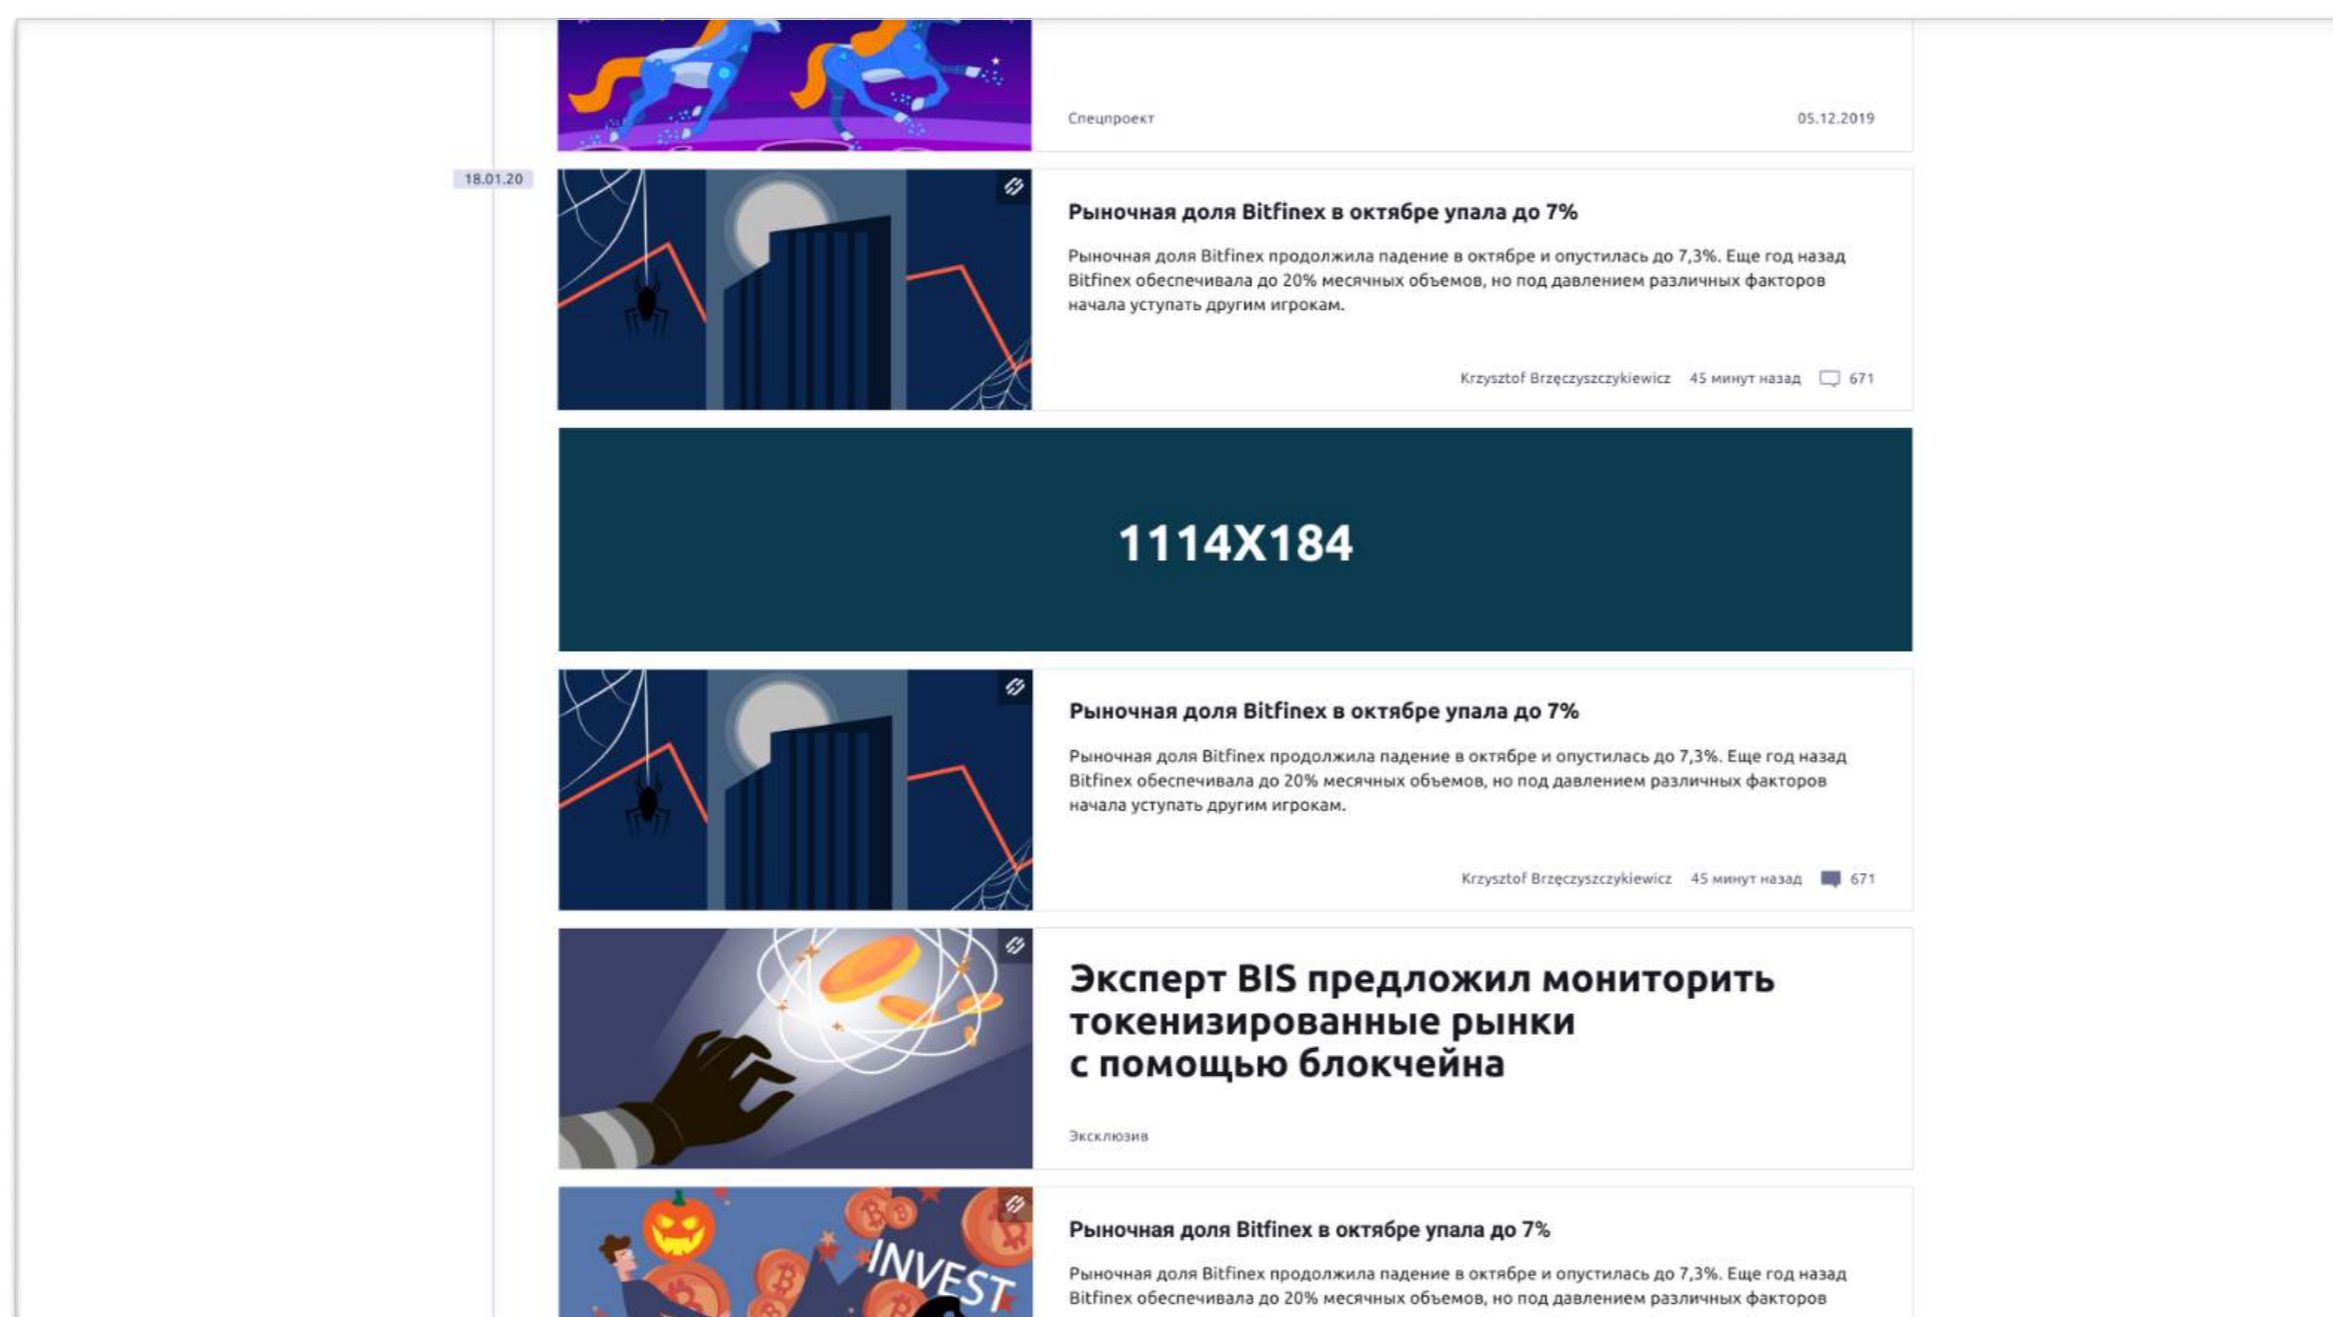 Спецпроект
05.12.2019
18.01.20
Рыночная доля Bitfinex в октябре упала до 7%
Рыночная доля Bitfinex продолжила падение в октябре и опустилась до 7,3%. Еще год назад
Bitfinex обеспечивала до 20% месячных объемов, но под давлением различных факторов
начала уступать другим игрокам.
Krzysztof Brzęczyszczykiewicz 45 минут назад 671
1114X184
Рыночная доля Bitfinex в октябре упала до 7%
Рыночная доля Bitfinex продолжила падение в октябре и опустилась до 7,3%. Еще год назад
Bitfinex обеспечивала до 20% месячных объемов, но под давлением различных факторов
начала уступать другим игрокам.
Krzysztof Brzęczyszczykiewicz 45 минут назад 671
Эксперт BIS предложил мониторить
токенизированные рынки
с помощью блокчейна
Эксклюзив
INVEST
Рыночная доля Bitfinex в октябре упала до 7%
Рыночная доля Bitfinex продолжила падение в октябре и опустилась до 7,3%. Еще год назад
Bitfinex обеспечивала до 20% месячных объемов, но под давлением различных факторов